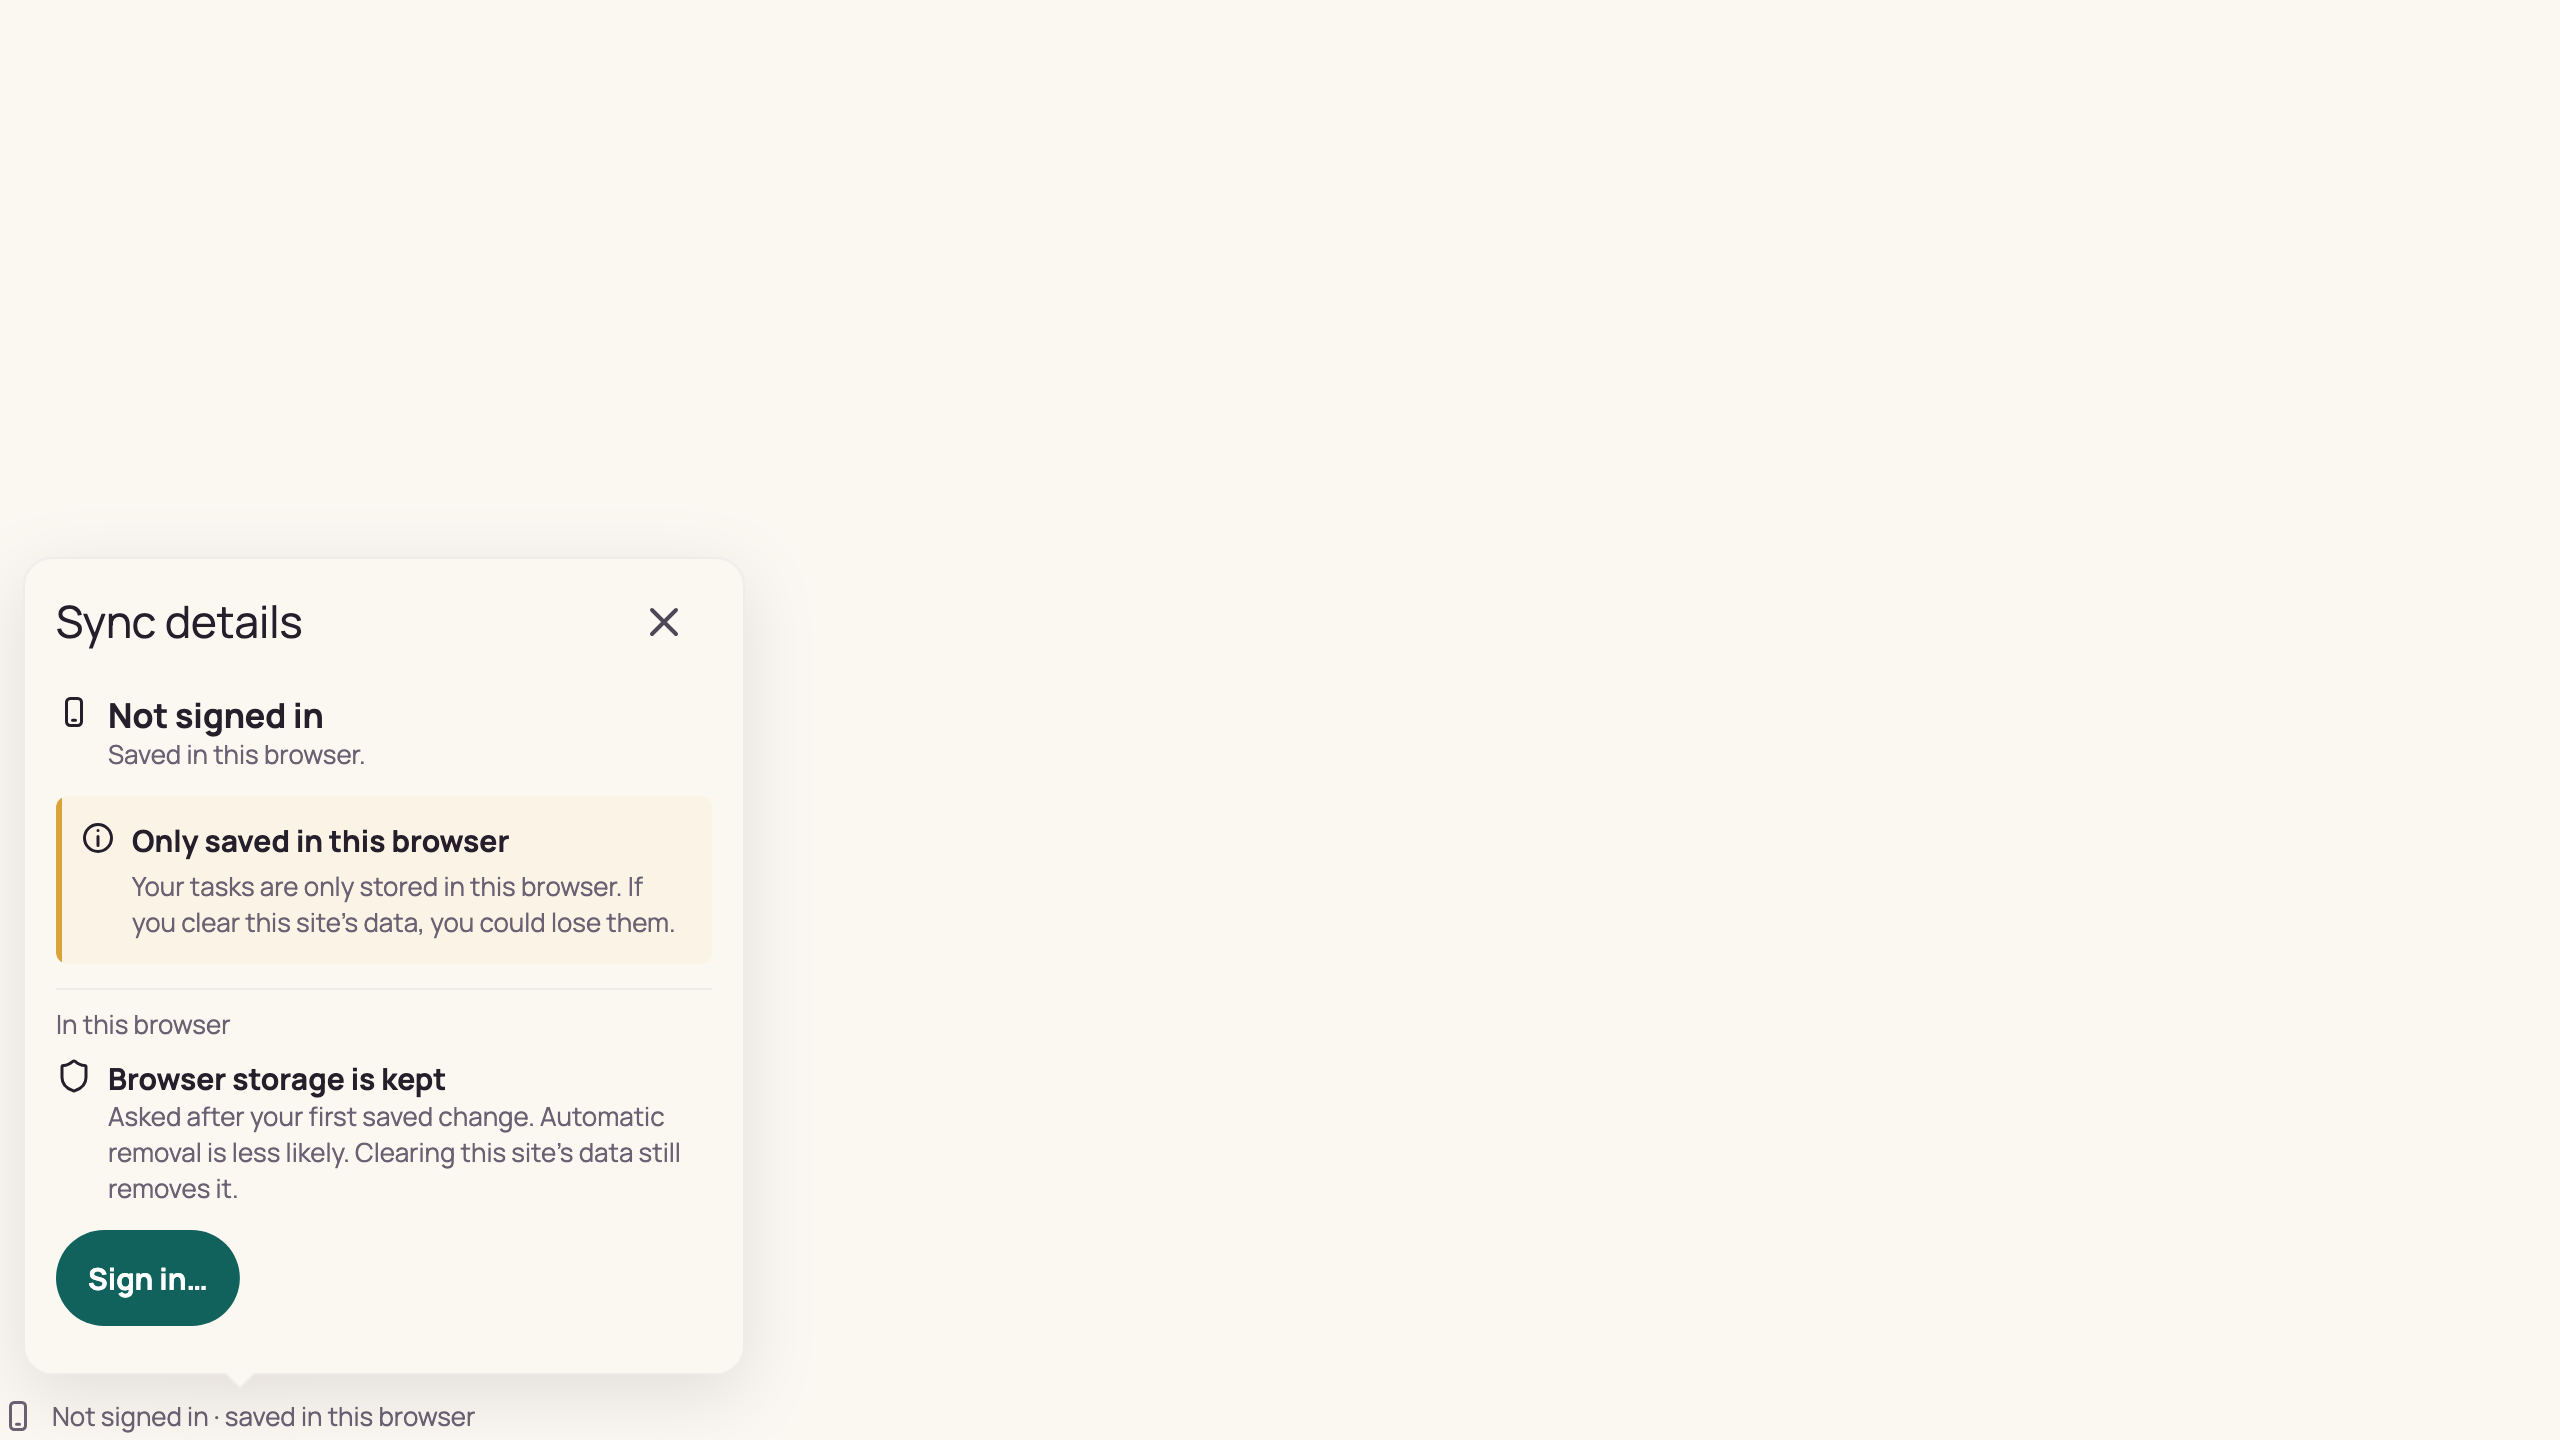 Sync details
Not signed in
Saved in this browser.
Only saved in this browser
Your tasks are only stored in this browser. If
you clear this site’s data, you could lose them.
In this browser
Browser storage is kept
Asked after your first saved change. Automatic
removal is less likely. Clearing this site’s data still
removes it.
Sign in…
Not signed in · saved in this browser